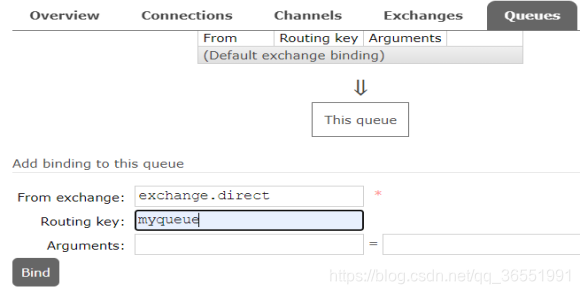 Overview Connections Channels Exchanges Queues
From Routing key Arguments
(Default exchange binding)
⇓
This queue
Add binding to this queue
From exchange: exchange.direct *
Routing key: myqueue
Arguments: =
Bind
https://blog.csdn.net/qq_36551991